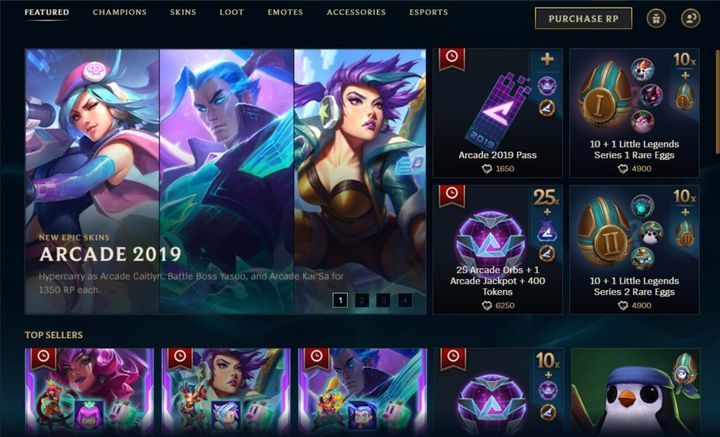 FEATURED CHAMPIONS SKINS LOOT EMOTES ACCESSORIES ESPORTS PURCHASE RP
NEW EPIC SKINS
ARCADE 2019
Hypercarry as Arcade Caitlyn, Battle Boss Yasuo, and Arcade Kai'Sa for
1350 RP each.
1 2 3 4
+
2019
Arcade 2019 Pass
1650
10x
+
I
10 + 1 Little Legends
Series 1 Rare Eggs
4900
25x
+
25 Arcade Orbs + 1
Arcade Jackpot + 400
Tokens
6250
10x
+
II
10 + 1 Little Legends
Series 2 Rare Eggs
4900
TOP SELLERS
10x
+